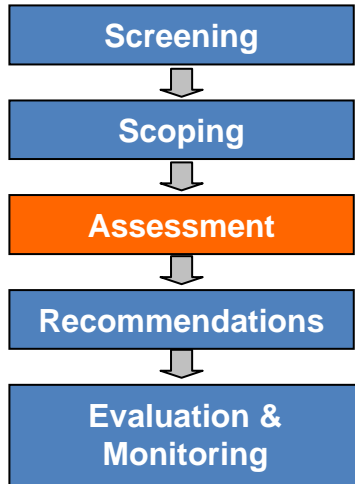 Screening
Scoping
Assessment
Recommendations
Evaluation &
Monitoring